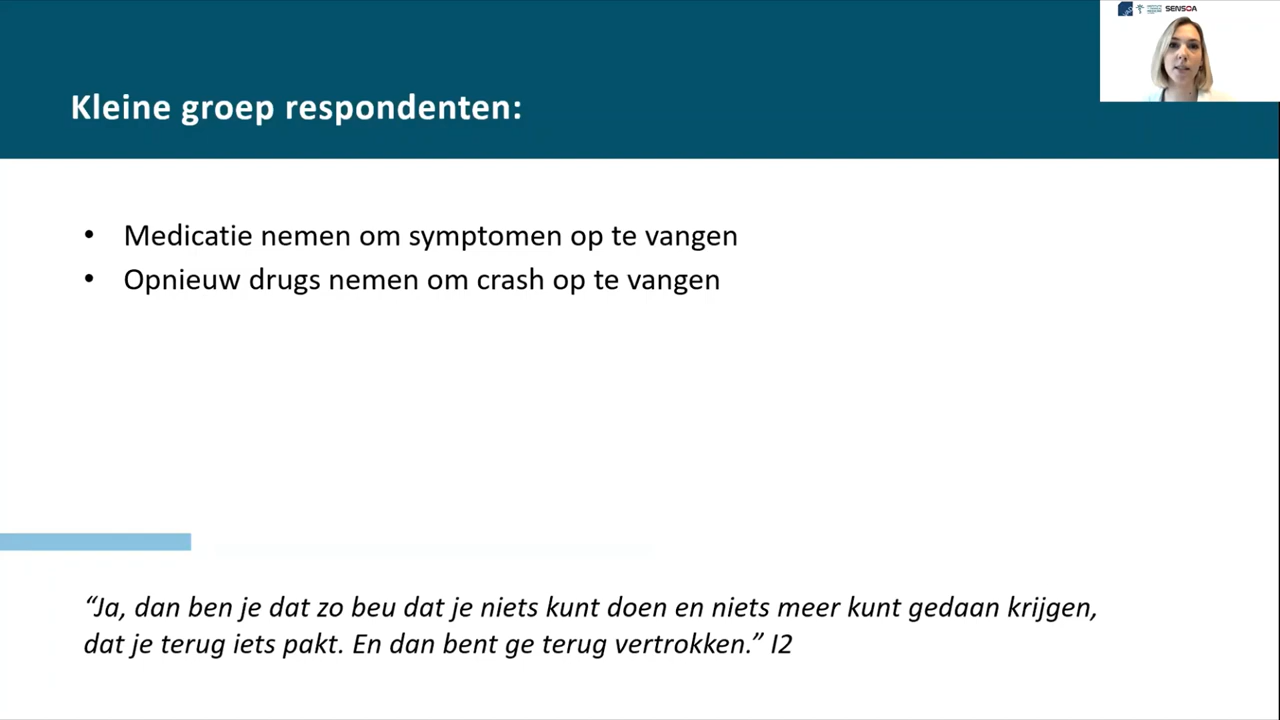 SENSOA
Kleine groep respondenten:
• Medicatie nemen om symptomen op te vangen
• Opnieuw drugs nemen om crash op te vangen
“Ja, dan ben je dat zo beu dat je niets kunt doen en niets meer kunt gedaan krijgen,
dat je terug iets pakt. En dan bent ge terug vertrokken.” I2